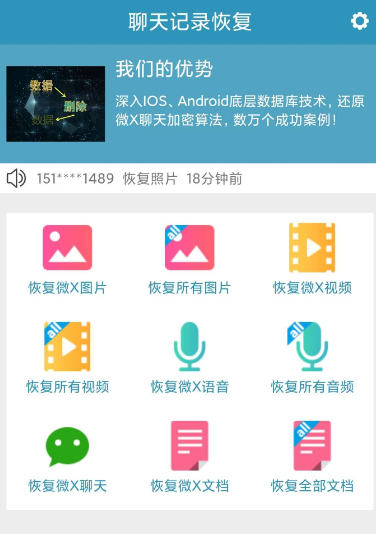 聊天记录恢复
我们的优势
数据
删除
数据
深入IOS、Android底层数据库技术，还原
微X聊天加密算法，数万个成功案例！
151****1489 恢复照片 18分钟前
all
恢复微X图片 恢复所有图片 恢复微X视频
all all
恢复所有视频 恢复微X语音 恢复所有音频
all
恢复微X聊天 恢复微X文档 恢复全部文档